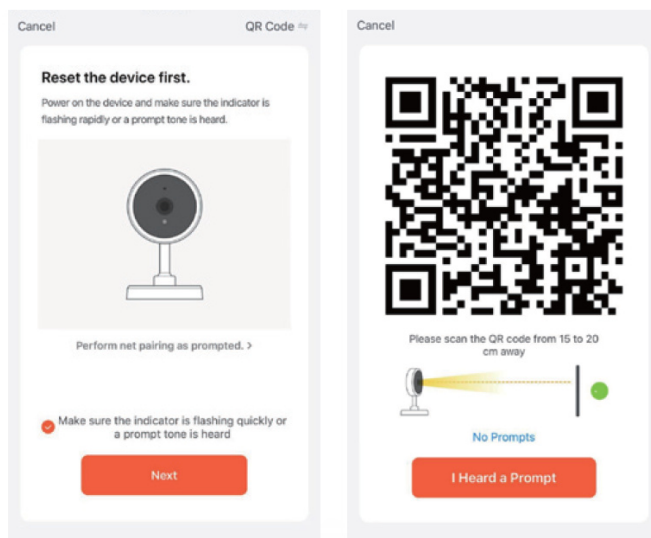 Cancel
QR Code
Reset the device first.
Power on the device and make sure the indicator is
flashing rapidly or a prompt tone is heard.
Perform net pairing as prompted. >
Make sure the indicator is flashing quickly or
a prompt tone is heard
Next
Cancel
Please scan the QR code from 15 to 20
cm away
No Prompts
I Heard a Prompt